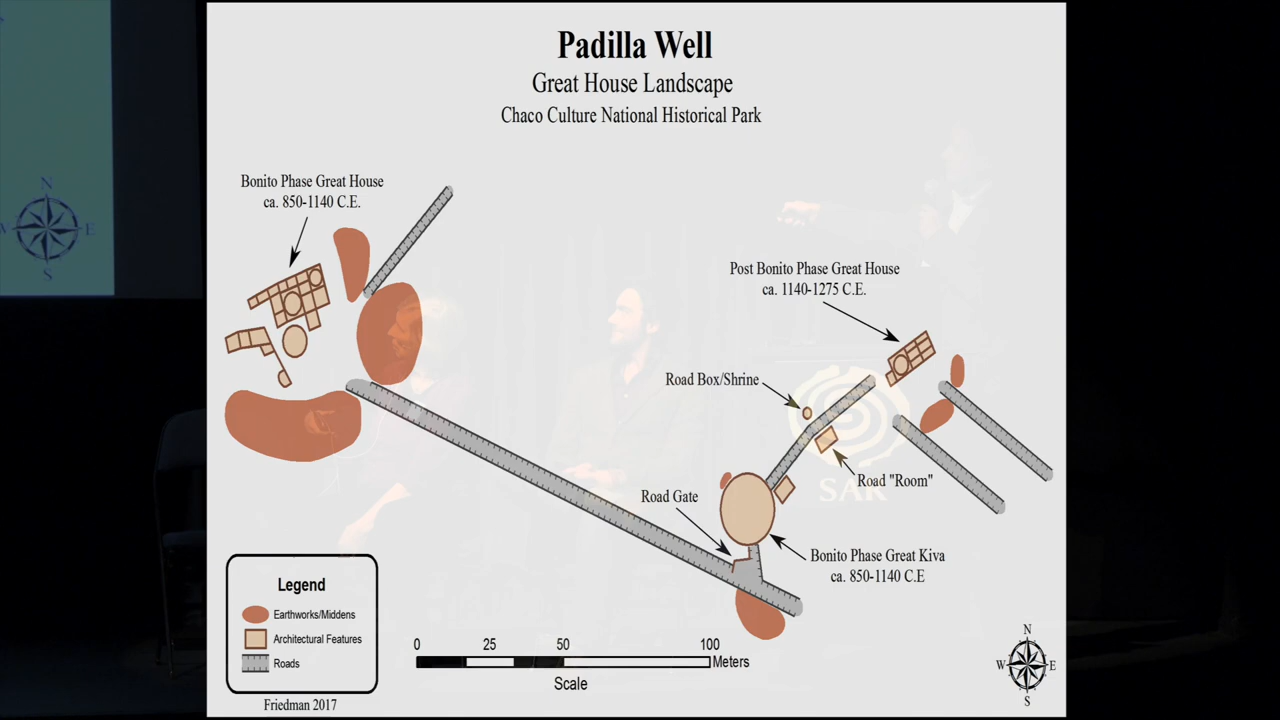 Padilla Well
Great House Landscape
Chaco Culture National Historical Park
Bonito Phase Great House
ca. 850-1140 C.E.
N
W
E
S
Post Bonito Phase Great House
ca. 1140-1275 C.E.
Road Box/Shrine
Road "Room"
SAR
Road Gate
Bonito Phase Great Kiva
ca. 850-1140 C.E
Legend
Earthworks/Middens
Architectural Features
Roads
Friedman 2017
0 25 50 100
Meters
Scale
N
W E
S